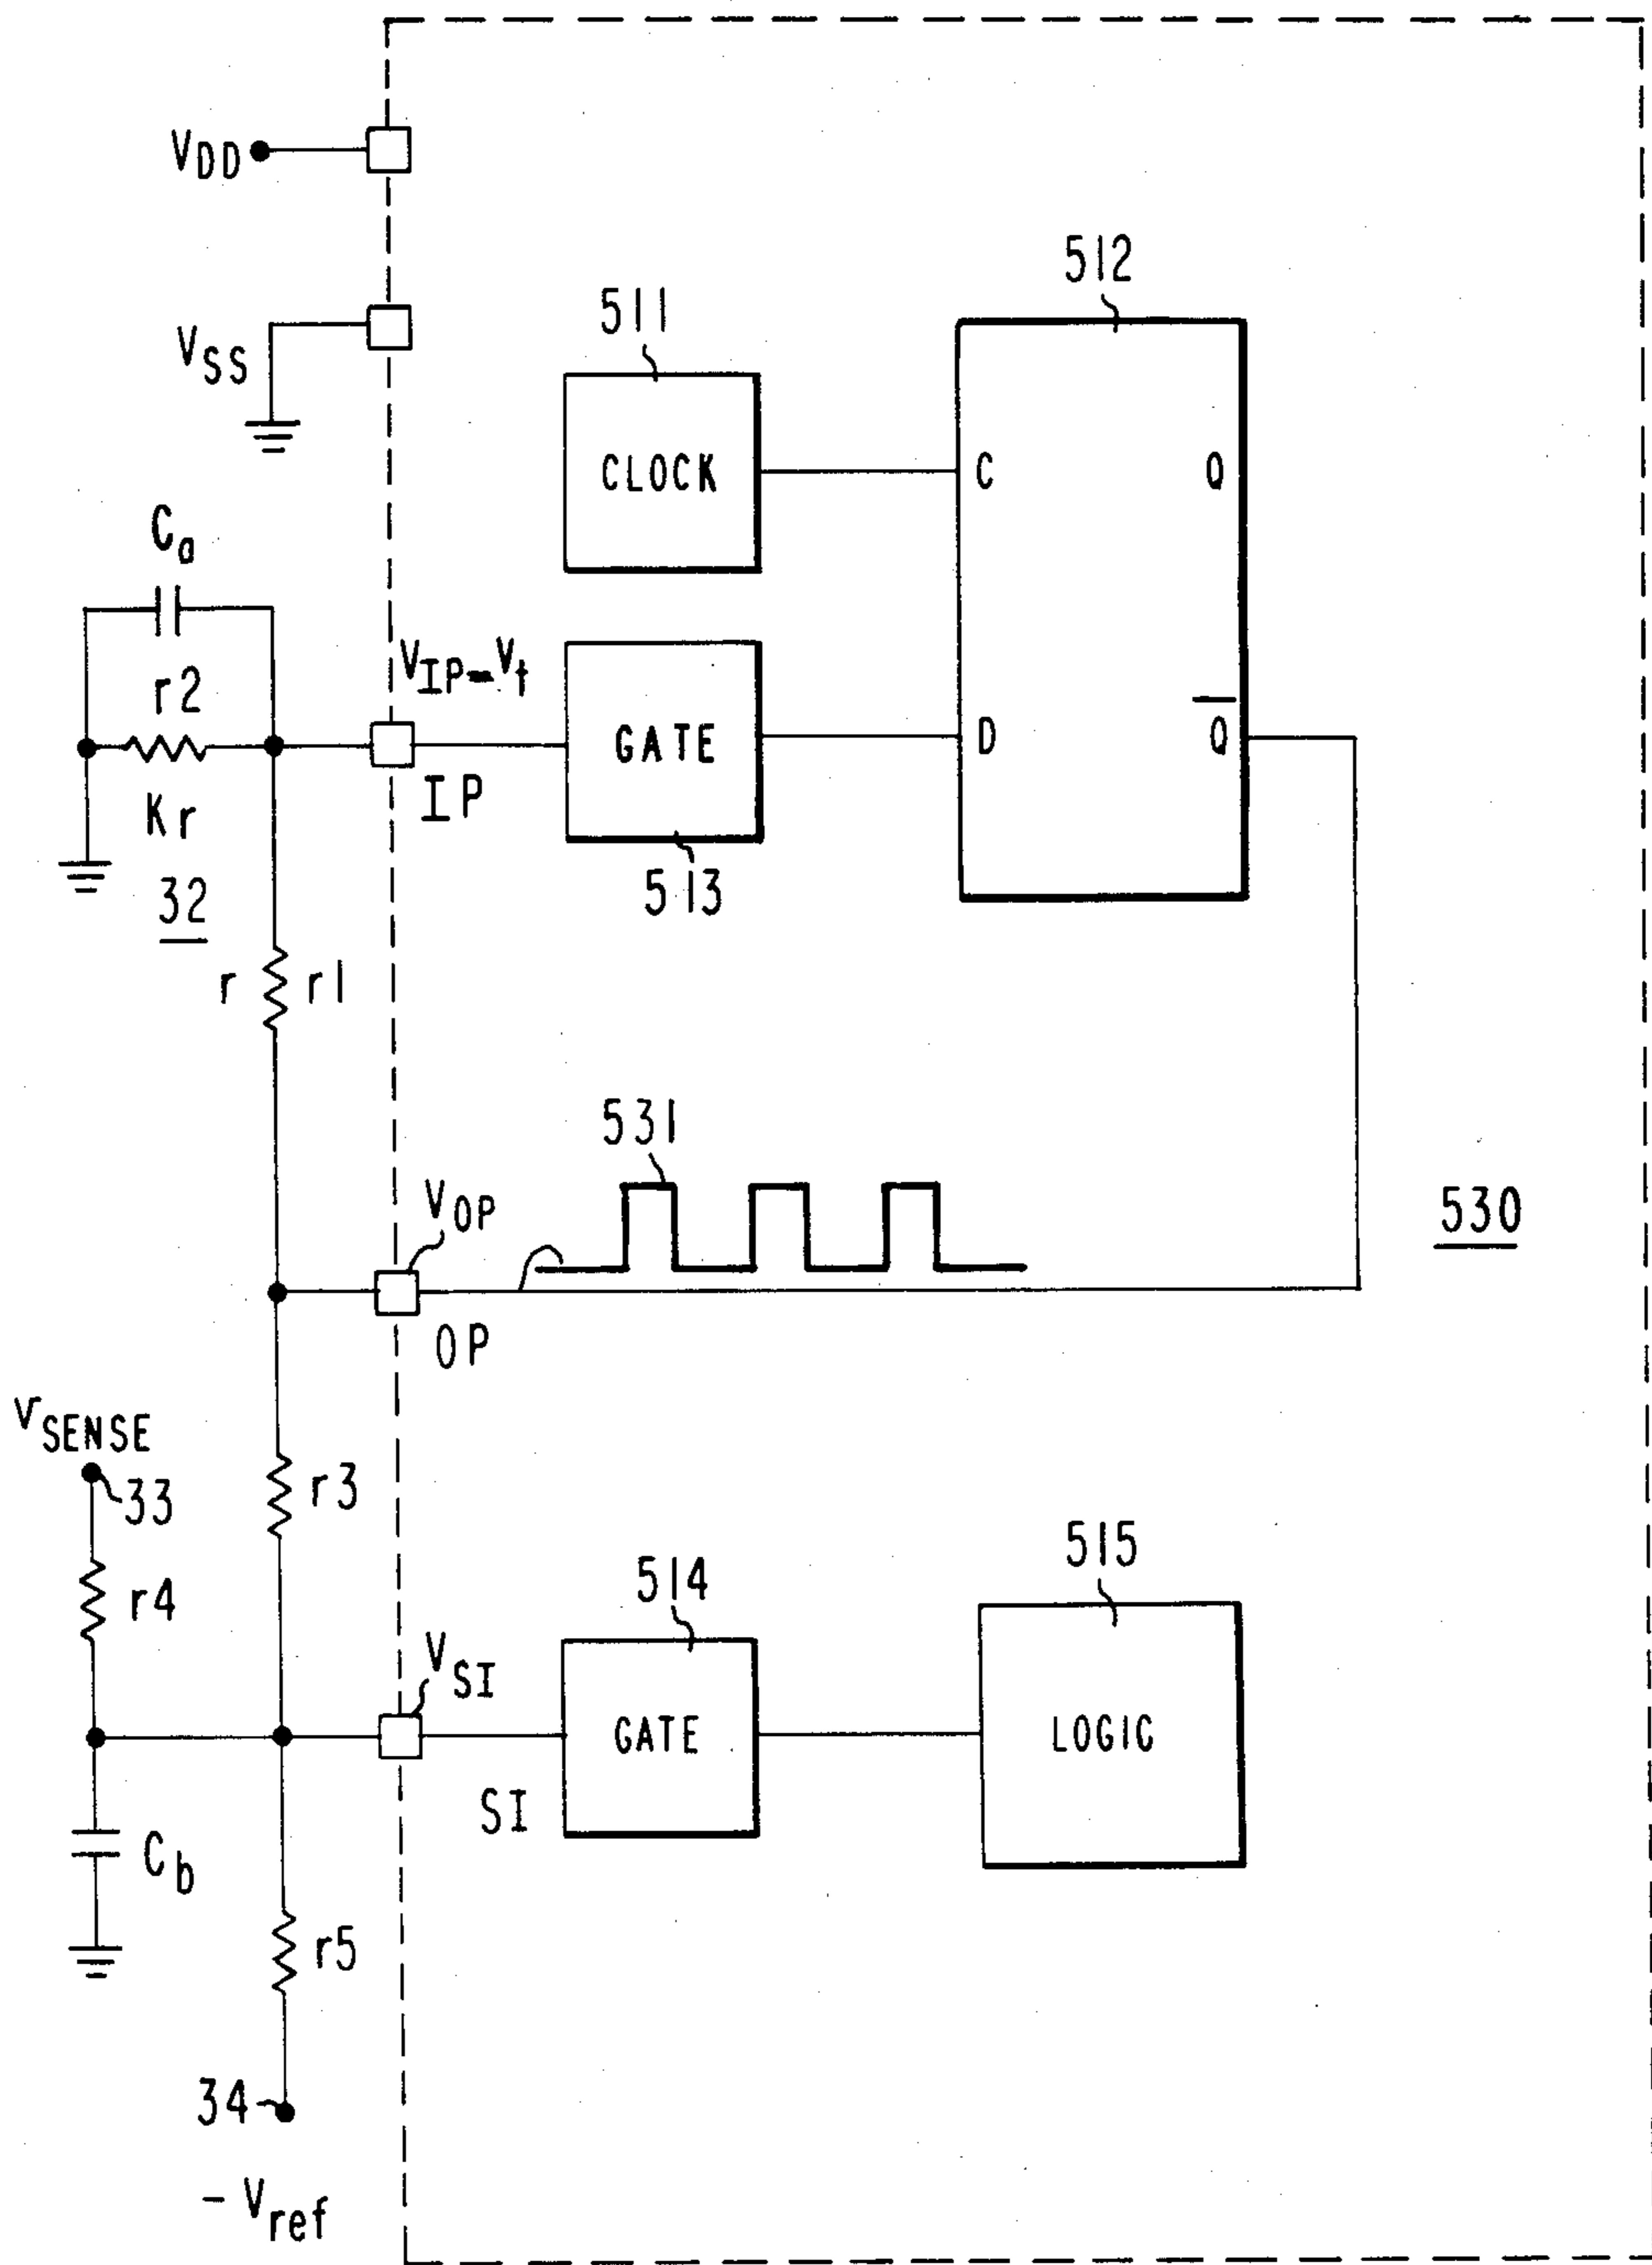 VDD
VSS
511
512
CLOCK
C
Q
Ca
VIP=Vt
r2
GATE
D
Q̅
Kr
IP
513
32
r
r1
531
VOP
530
OP
VSENSE
33
r3
r4
514
515
VSI
GATE
LOGIC
SI
Cb
r5
34
-Vref